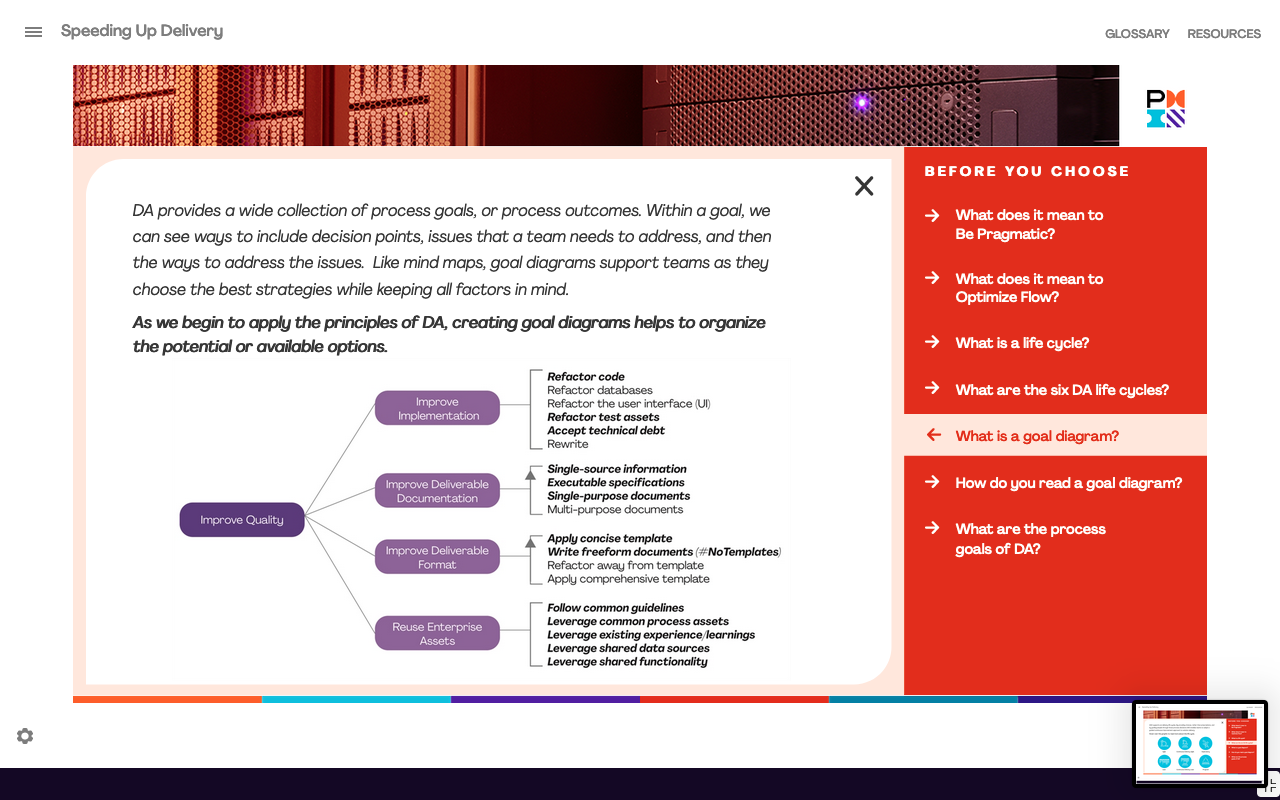 Speeding Up Delivery
GLOSSARY RESOURCES
PM
DA provides a wide collection of process goals, or process outcomes. Within a goal, we
can see ways to include decision points, issues that a team needs to address, and then
the ways to address the issues.  Like mind maps, goal diagrams support teams as they
choose the best strategies while keeping all factors in mind.
As we begin to apply the principles of DA, creating goal diagrams helps to organize
the potential or available options.
Improve Quality
Improve
Implementation
Refactor code
Refactor databases
Refactor the user interface (UI)
Refactor test assets
Accept technical debt
Rewrite
Improve Deliverable
Documentation
Single-source information
Executable specifications
Single-purpose documents
Multi-purpose documents
Improve Deliverable
Format
Apply concise template
Write freeform documents (#NoTemplates)
Refactor away from template
Apply comprehensive template
Reuse Enterprise
Assets
Follow common guidelines
Leverage common process assets
Leverage existing experience/learnings
Leverage shared data sources
Leverage shared functionality
BEFORE YOU CHOOSE
What does it mean to
Be Pragmatic?
What does it mean to
Optimize Flow?
What is a life cycle?
What are the six DA life cycles?
What is a goal diagram?
How do you read a goal diagram?
What are the process
goals of DA?